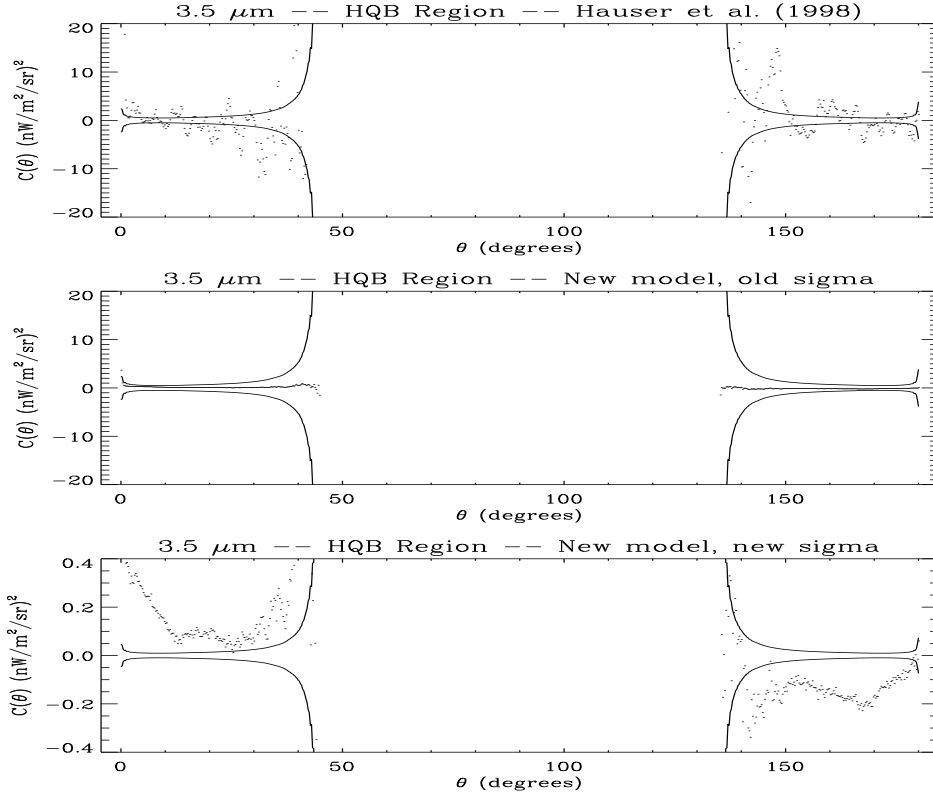 3.5 μm —— HQB Region —— Hauser et al. (1998)
20
10
0
−10
−20
C(θ) (nW/m²/sr)²
0 50 100 150
θ (degrees)
3.5 μm —— HQB Region —— New model, old sigma
20
10
0
−10
−20
C(θ) (nW/m²/sr)²
0 50 100 150
θ (degrees)
3.5 μm —— HQB Region —— New model, new sigma
0.4
0.2
0.0
−0.2
−0.4
C(θ) (nW/m²/sr)²
0 50 100 150
θ (degrees)